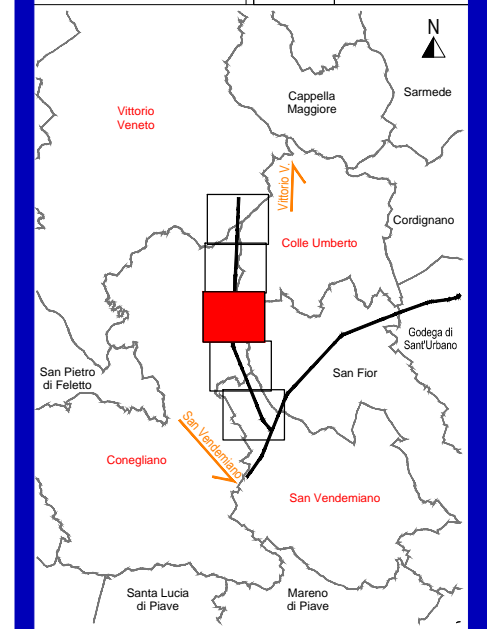 N
Sarmede
Cappella
Maggiore
Vittorio
Veneto
Vittorio V.
Cordignano
Colle Umberto
Godega di
Sant'Urbano
San Pietro
di Feletto
San Fior
San Vendemiano
Conegliano
San Vendemiano
Santa Lucia
di Piave
Mareno
di Piave